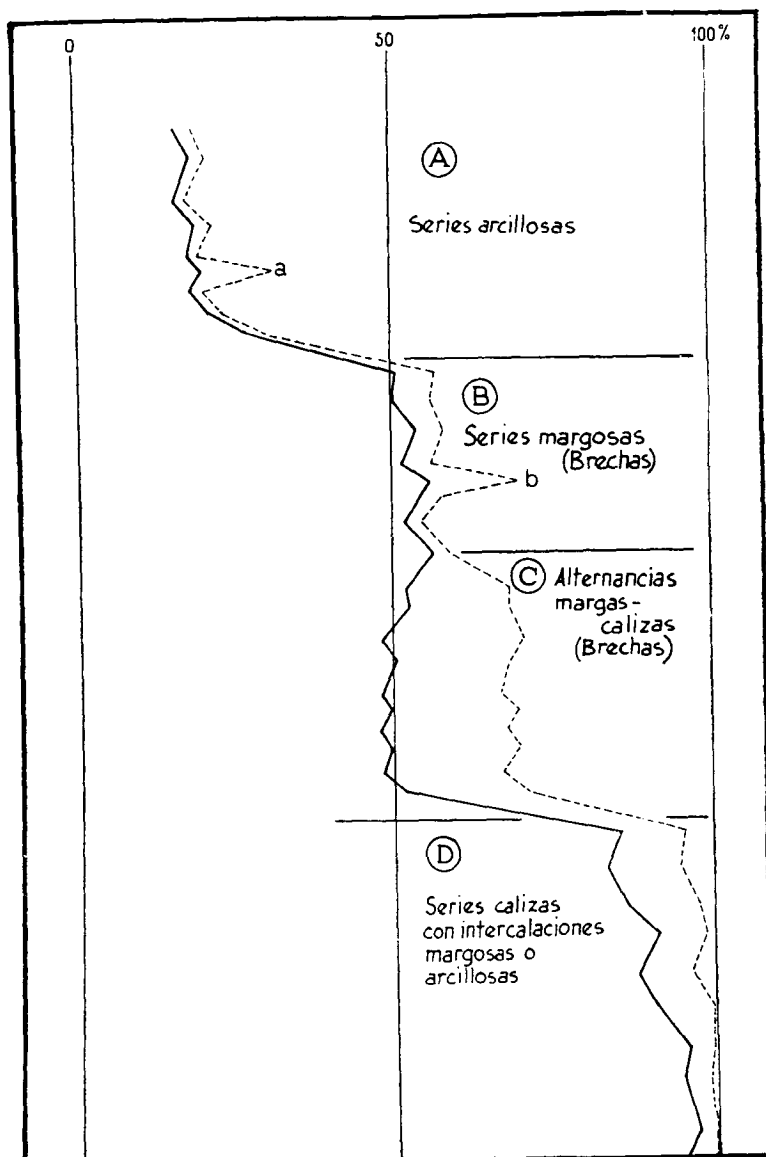 0 50 100%
A
Series arcillosas
a
B
Series margosas
(Brechas)
b
C Alternancias
margas-
calizas
(Brechas)
D
Series calizas
con intercalaciones
margosas o
arcillosas